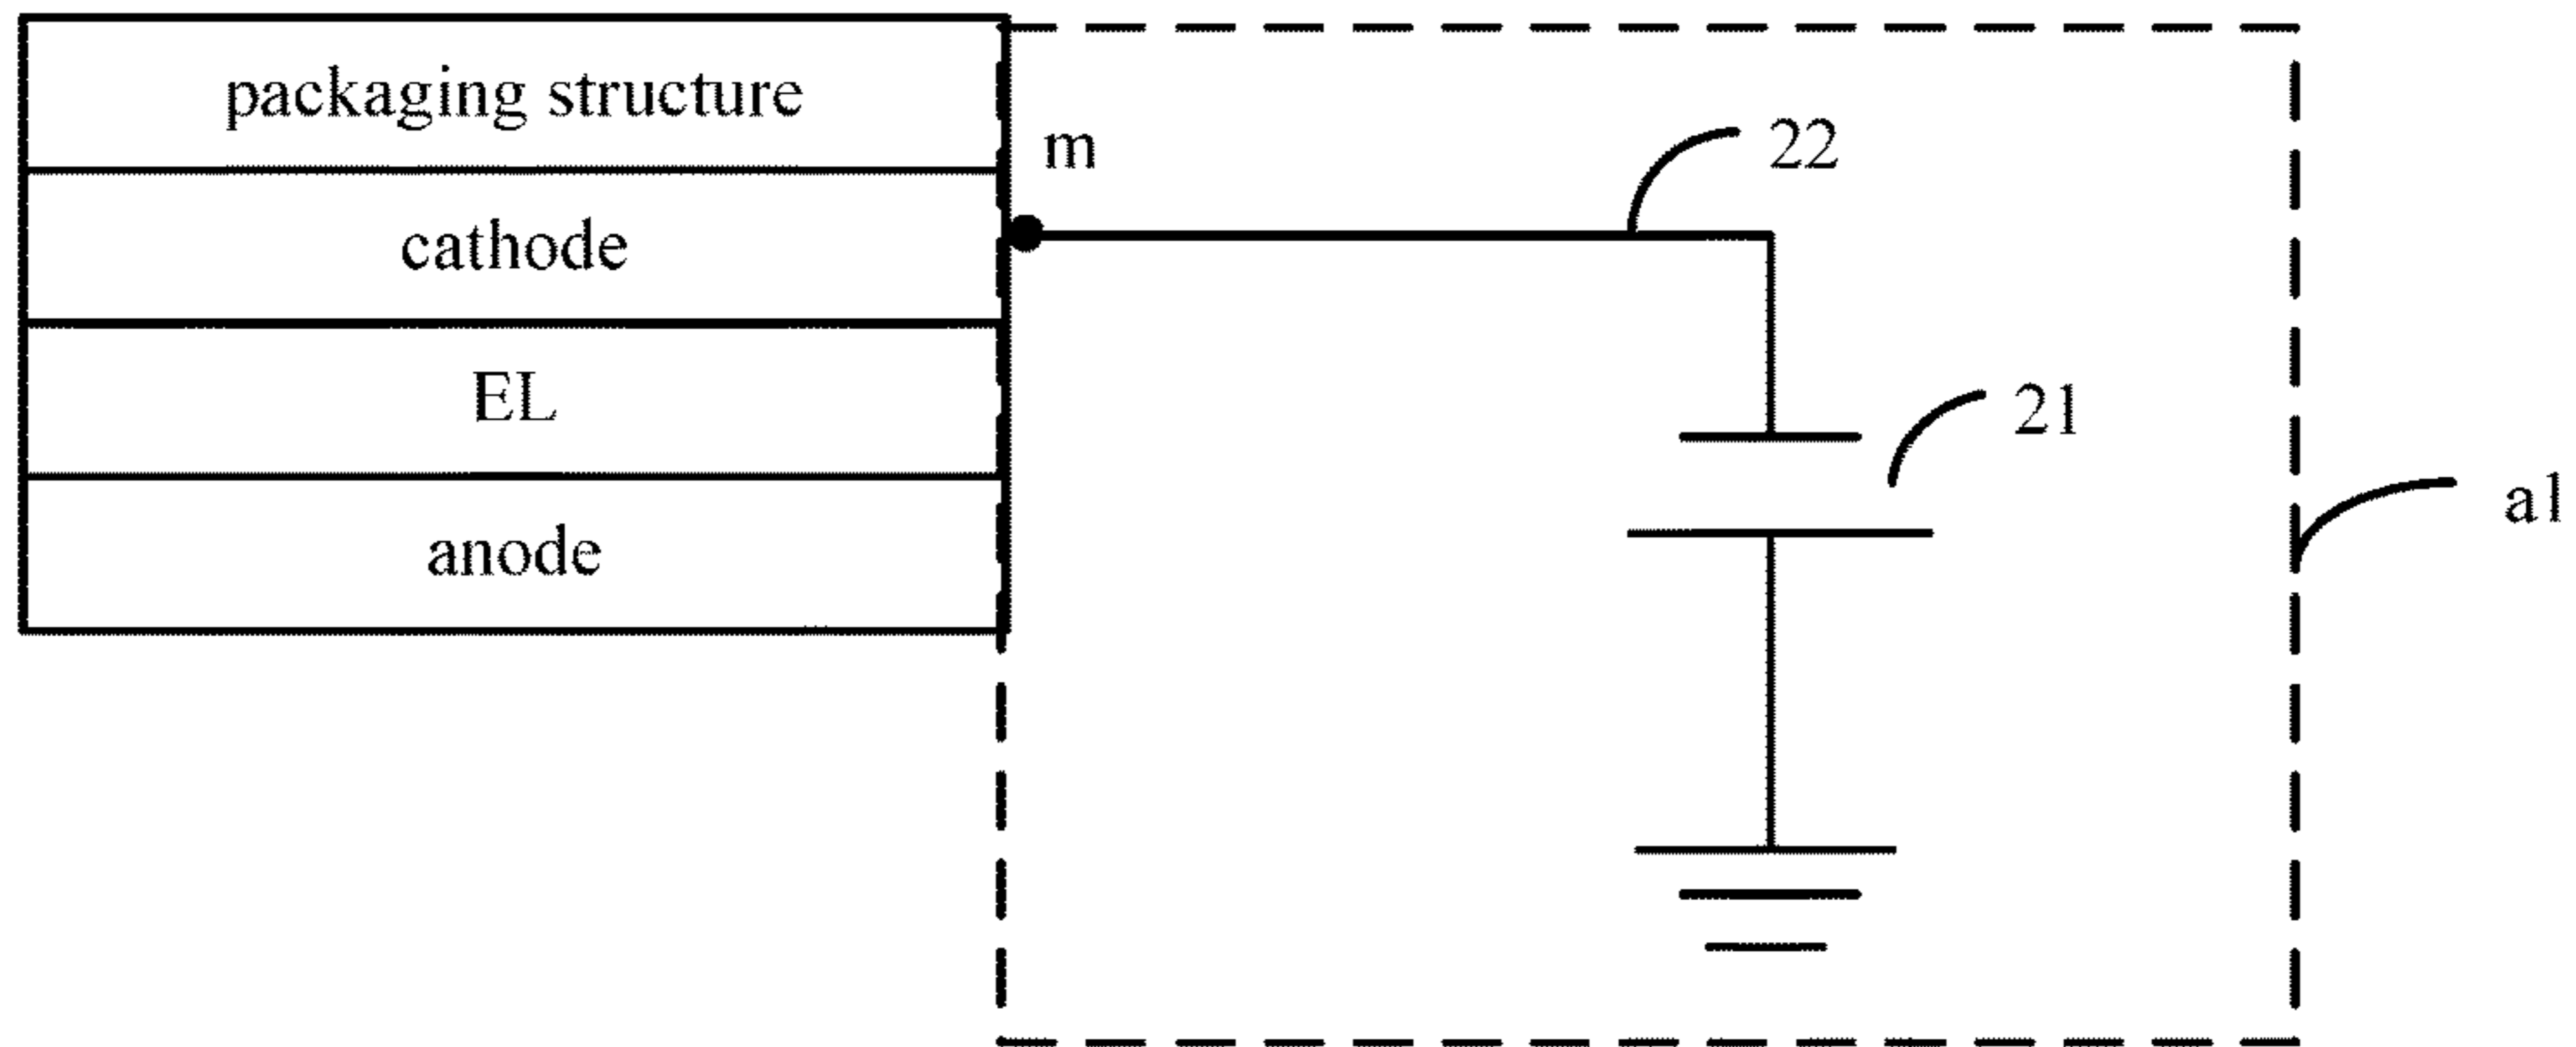 packaging structure
m
22
cathode
EL
21
a1
anode